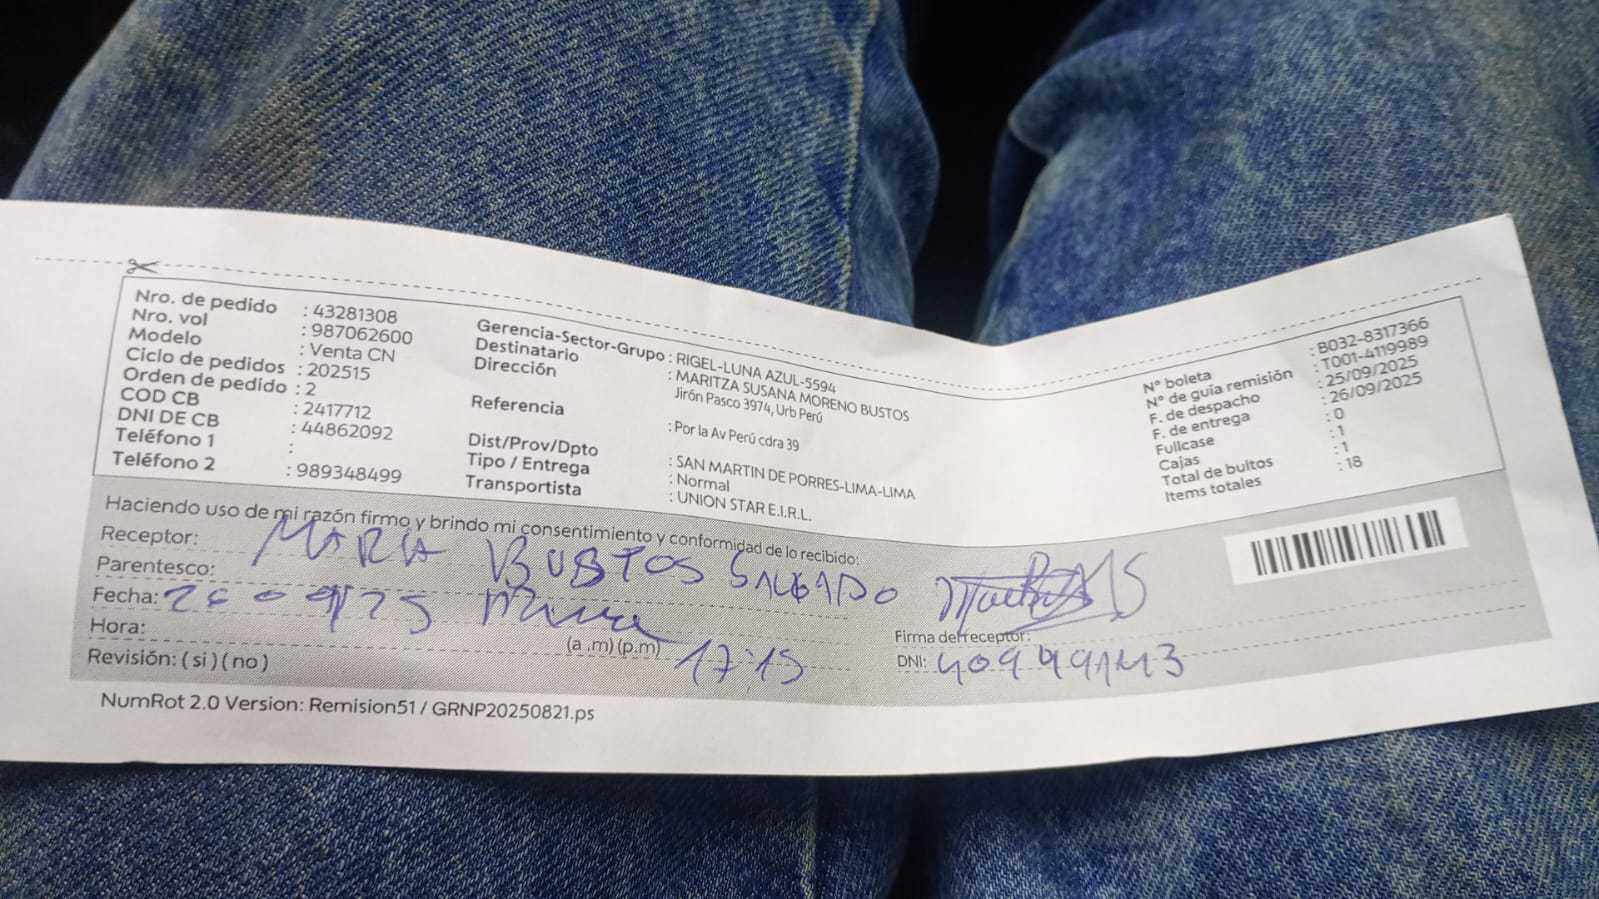 Nro. de pedido : 43281308
Nro. vol : 987062600
Modelo : Venta CN
Ciclo de pedidos : 202515
Orden de pedido : 2
COD CB : 2417712
DNI DE CB : 44862092
Teléfono 1 :
Teléfono 2 : 989348499
Gerencia-Sector-Grupo : RIGEL-LUNA AZUL-5594
Destinatario : MARITZA SUSANA MORENO BUSTOS
Dirección Jirón Pasco 3974, Urb Perú
Referencia : Por la Av Perú cdra 39
Dist/Prov/Dpto : SAN MARTIN DE PORRES-LIMA-LIMA
Tipo / Entrega : Normal
Transportista : UNION STAR E.I.R.L.
N° boleta : B032-8317366
N° de guía remisión : T001-4119989
F. de despacho : 25/09/2025
F. de entrega : 26/09/2025
Fullcase : 0
Cajas : 1
Total de bultos : 1
Items totales : 18
Haciendo uso de mi razón firmo y brindo mi consentimiento y conformidad de lo recibido:
Receptor: MARIA BUSTOS SALGADO
Parentesco:
Fecha: 26 09/25
Hora: (a .m) (p.m) 17:15
Revisión: ( si ) ( no )
Firma del receptor:
DNI:
NumRot 2.0 Version: Remision51 / GRNP20250821.ps